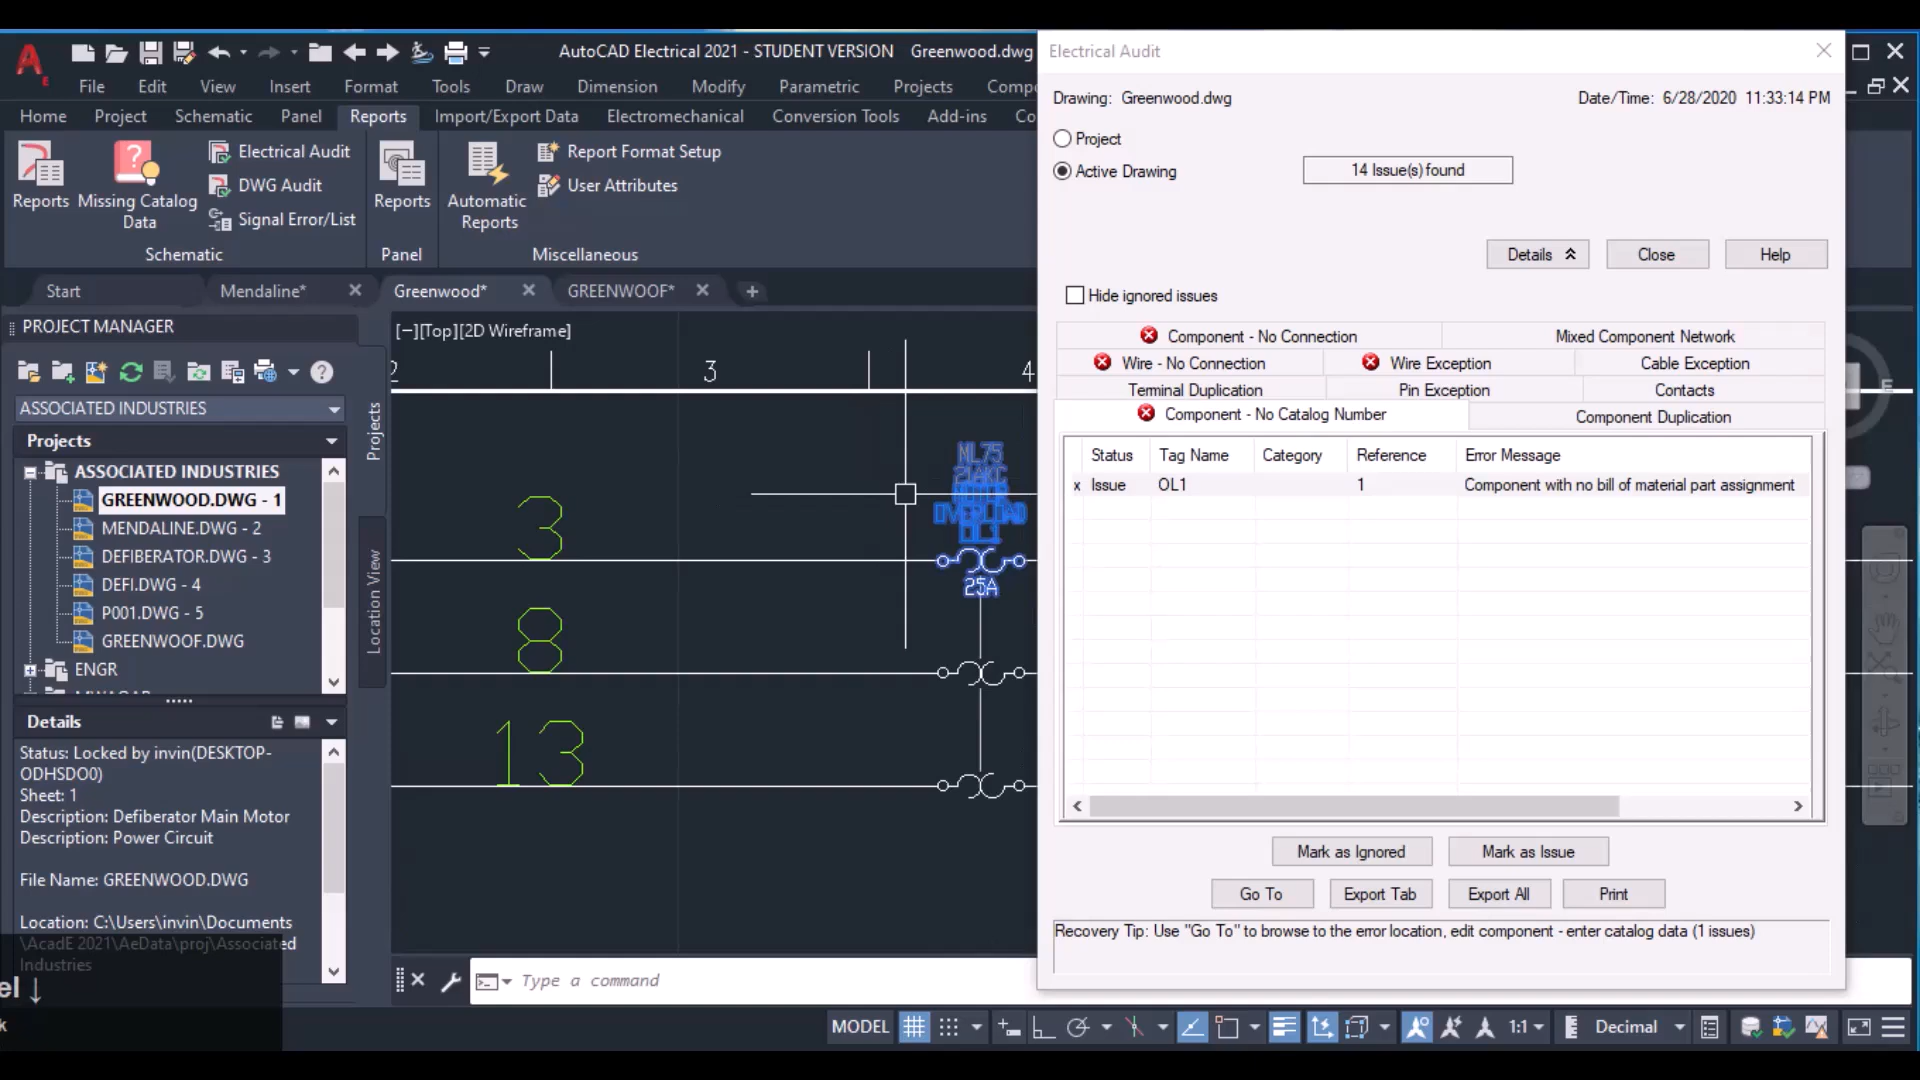 AutoCAD Electrical 2021 - STUDENT VERSION Greenwood.dwg
File Edit View Insert Format Tools Draw Dimension Modify Parametric Projects Comp
Home Project Schematic Panel Reports Import/Export Data Electromechanical Conversion Tools Add-ins Co
Reports
Missing Catalog
Data
Electrical Audit
DWG Audit
Signal Error/List
Schematic
Reports
Panel
Automatic
Reports
Report Format Setup
User Attributes
Miscellaneous
Start Mendaline* Greenwood* GREENWOOF*
PROJECT MANAGER
ASSOCIATED INDUSTRIES
Projects
ASSOCIATED INDUSTRIES
GREENWOOD.DWG - 1
MENDALINE.DWG - 2
DEFIBERATOR.DWG - 3
DEFI.DWG - 4
P001.DWG - 5
GREENWOOF.DWG
ENGR
Projects
Location View
Details
Status: Locked by invin(DESKTOP-
ODHSDO0)
Sheet: 1
Description: Defiberator Main Motor
Description: Power Circuit
File Name: GREENWOOD.DWG
Location: C:\Users\invin\Documents
\AcadE 2021\AeData\proj\Associated
Industries
el ↓
k
[−][Top][2D Wireframe]
2 3 4
3
8
13
OVERLOAD
OL1
25A
Type a command
MODEL 1:1 Decimal
Electrical Audit
Drawing: Greenwood.dwg Date/Time: 6/28/2020 11:33:14 PM
Project
Active Drawing 14 Issue(s) found
Details Close Help
Hide ignored issues
Component - No Connection Mixed Component Network
Wire - No Connection Wire Exception Cable Exception
Terminal Duplication Pin Exception Contacts
Component - No Catalog Number Component Duplication
Status Tag Name Category Reference Error Message
x Issue OL1 1 Component with no bill of material part assignment
Mark as Ignored Mark as Issue
Go To Export Tab Export All Print
Recovery Tip: Use "Go To" to browse to the error location, edit component - enter catalog data (1 issues)
E